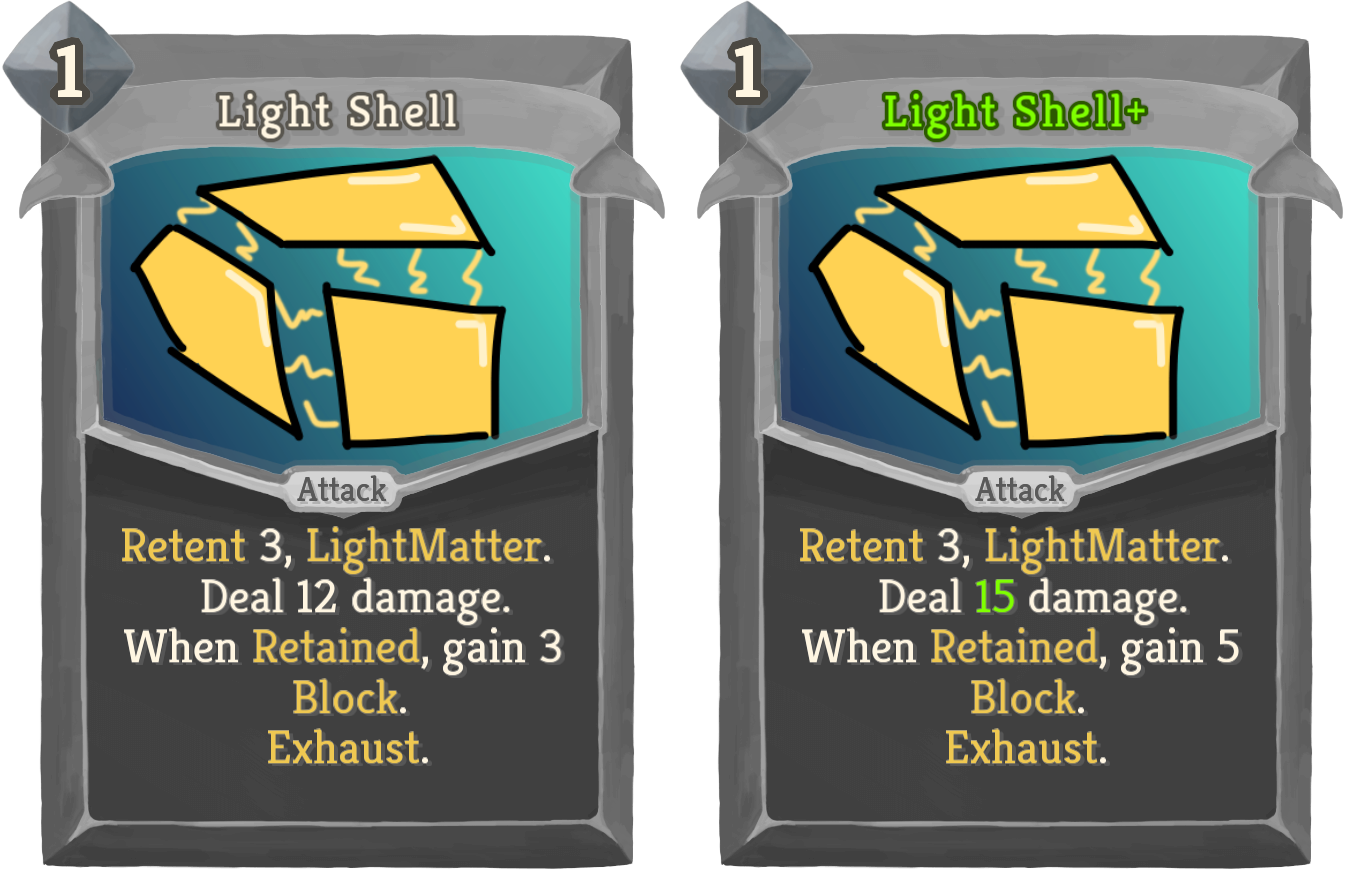 1
Light Shell
Attack
Retent 3, LightMatter.
Deal 12 damage.
When Retained, gain 3
Block.
Exhaust.
1
Light Shell+
Attack
Retent 3, LightMatter.
Deal 15 damage.
When Retained, gain 5
Block.
Exhaust.